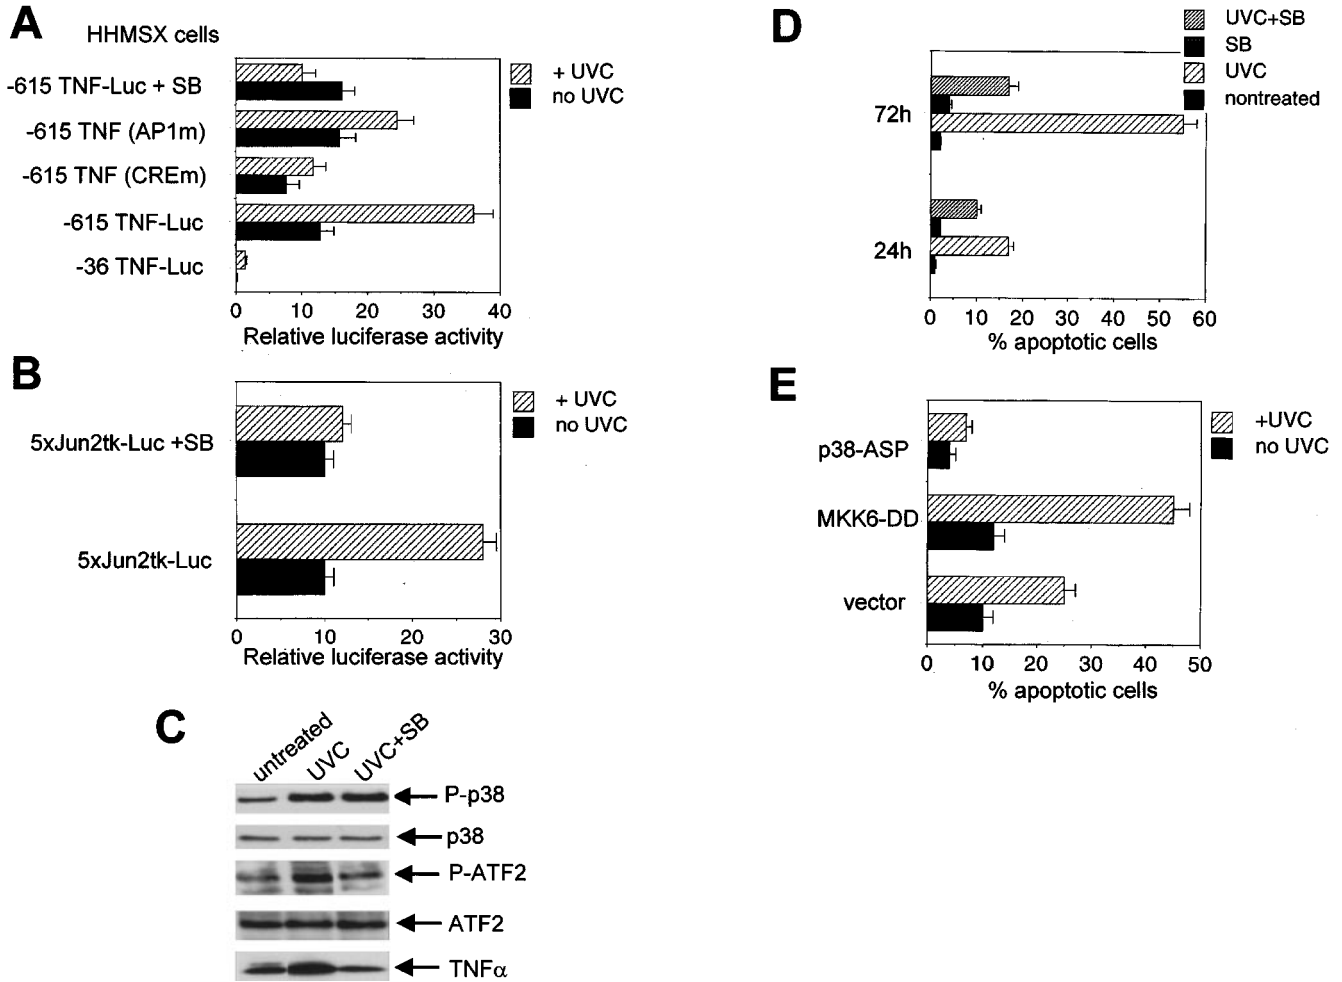 A
HHMSX cells
-615 TNF-Luc + SB
-615 TNF (AP1m)
-615 TNF (CREm)
-615 TNF-Luc
-36 TNF-Luc
0 10 20 30 40
Relative luciferase activity
+ UVC
no UVC
B
5xJun2tk-Luc +SB
5xJun2tk-Luc
0 10 20 30
Relative luciferase activity
+ UVC
no UVC
C
untreated
UVC
UVC+SB
P-p38
p38
P-ATF2
ATF2
TNFα
D
UVC+SB
SB
UVC
nontreated
72h
24h
0 10 20 30 40 50 60
% apoptotic cells
E
+UVC
no UVC
p38-ASP
MKK6-DD
vector
0 10 20 30 40 50
% apoptotic cells